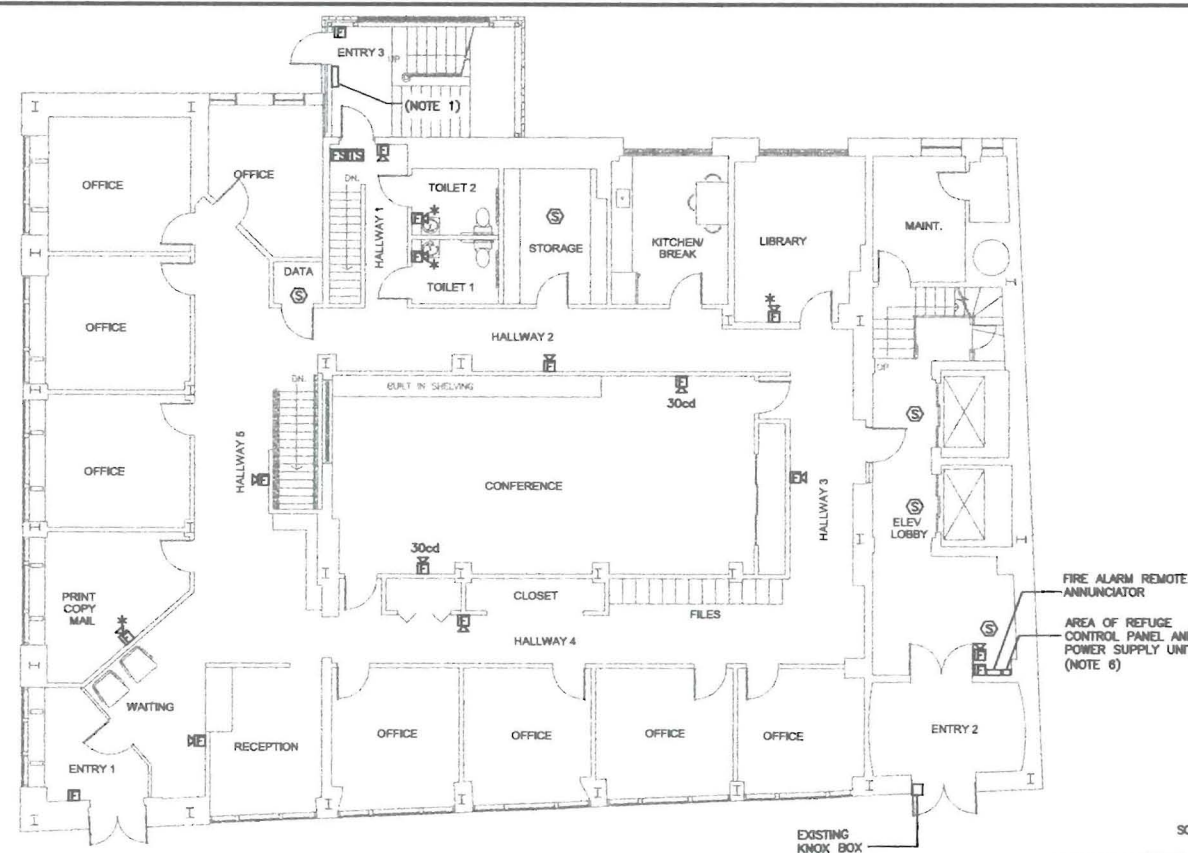 ENTRY 3
UP
(NOTE 1)
F
OFFICE
OFFICE
DN.
HALLWAY 1
TOILET 2
F
F
TOILET 1
S
STORAGE
KITCHEN/
BREAK
LIBRARY
F
MAINT.
DATA
S
OFFICE
HALLWAY 2
F
DN.
BUILT IN SHELVING
F
30cd
UP
S
OFFICE
HALLWAY 5
F
CONFERENCE
F
HALLWAY 3
S
ELEV
LOBBY
30cd
F
PRINT
COPY
MAIL
F
CLOSET
F
FILES
HALLWAY 4
FIRE ALARM REMOTE
ANNUNCIATOR
S
F
F
AREA OF REFUGE
CONTROL PANEL AN
POWER SUPPLY UNI
(NOTE 6)
WAITING
F
RECEPTION
OFFICE
OFFICE
OFFICE
OFFICE
ENTRY 2
ENTRY 1
F
EXISTING
KNOX BOX
SC